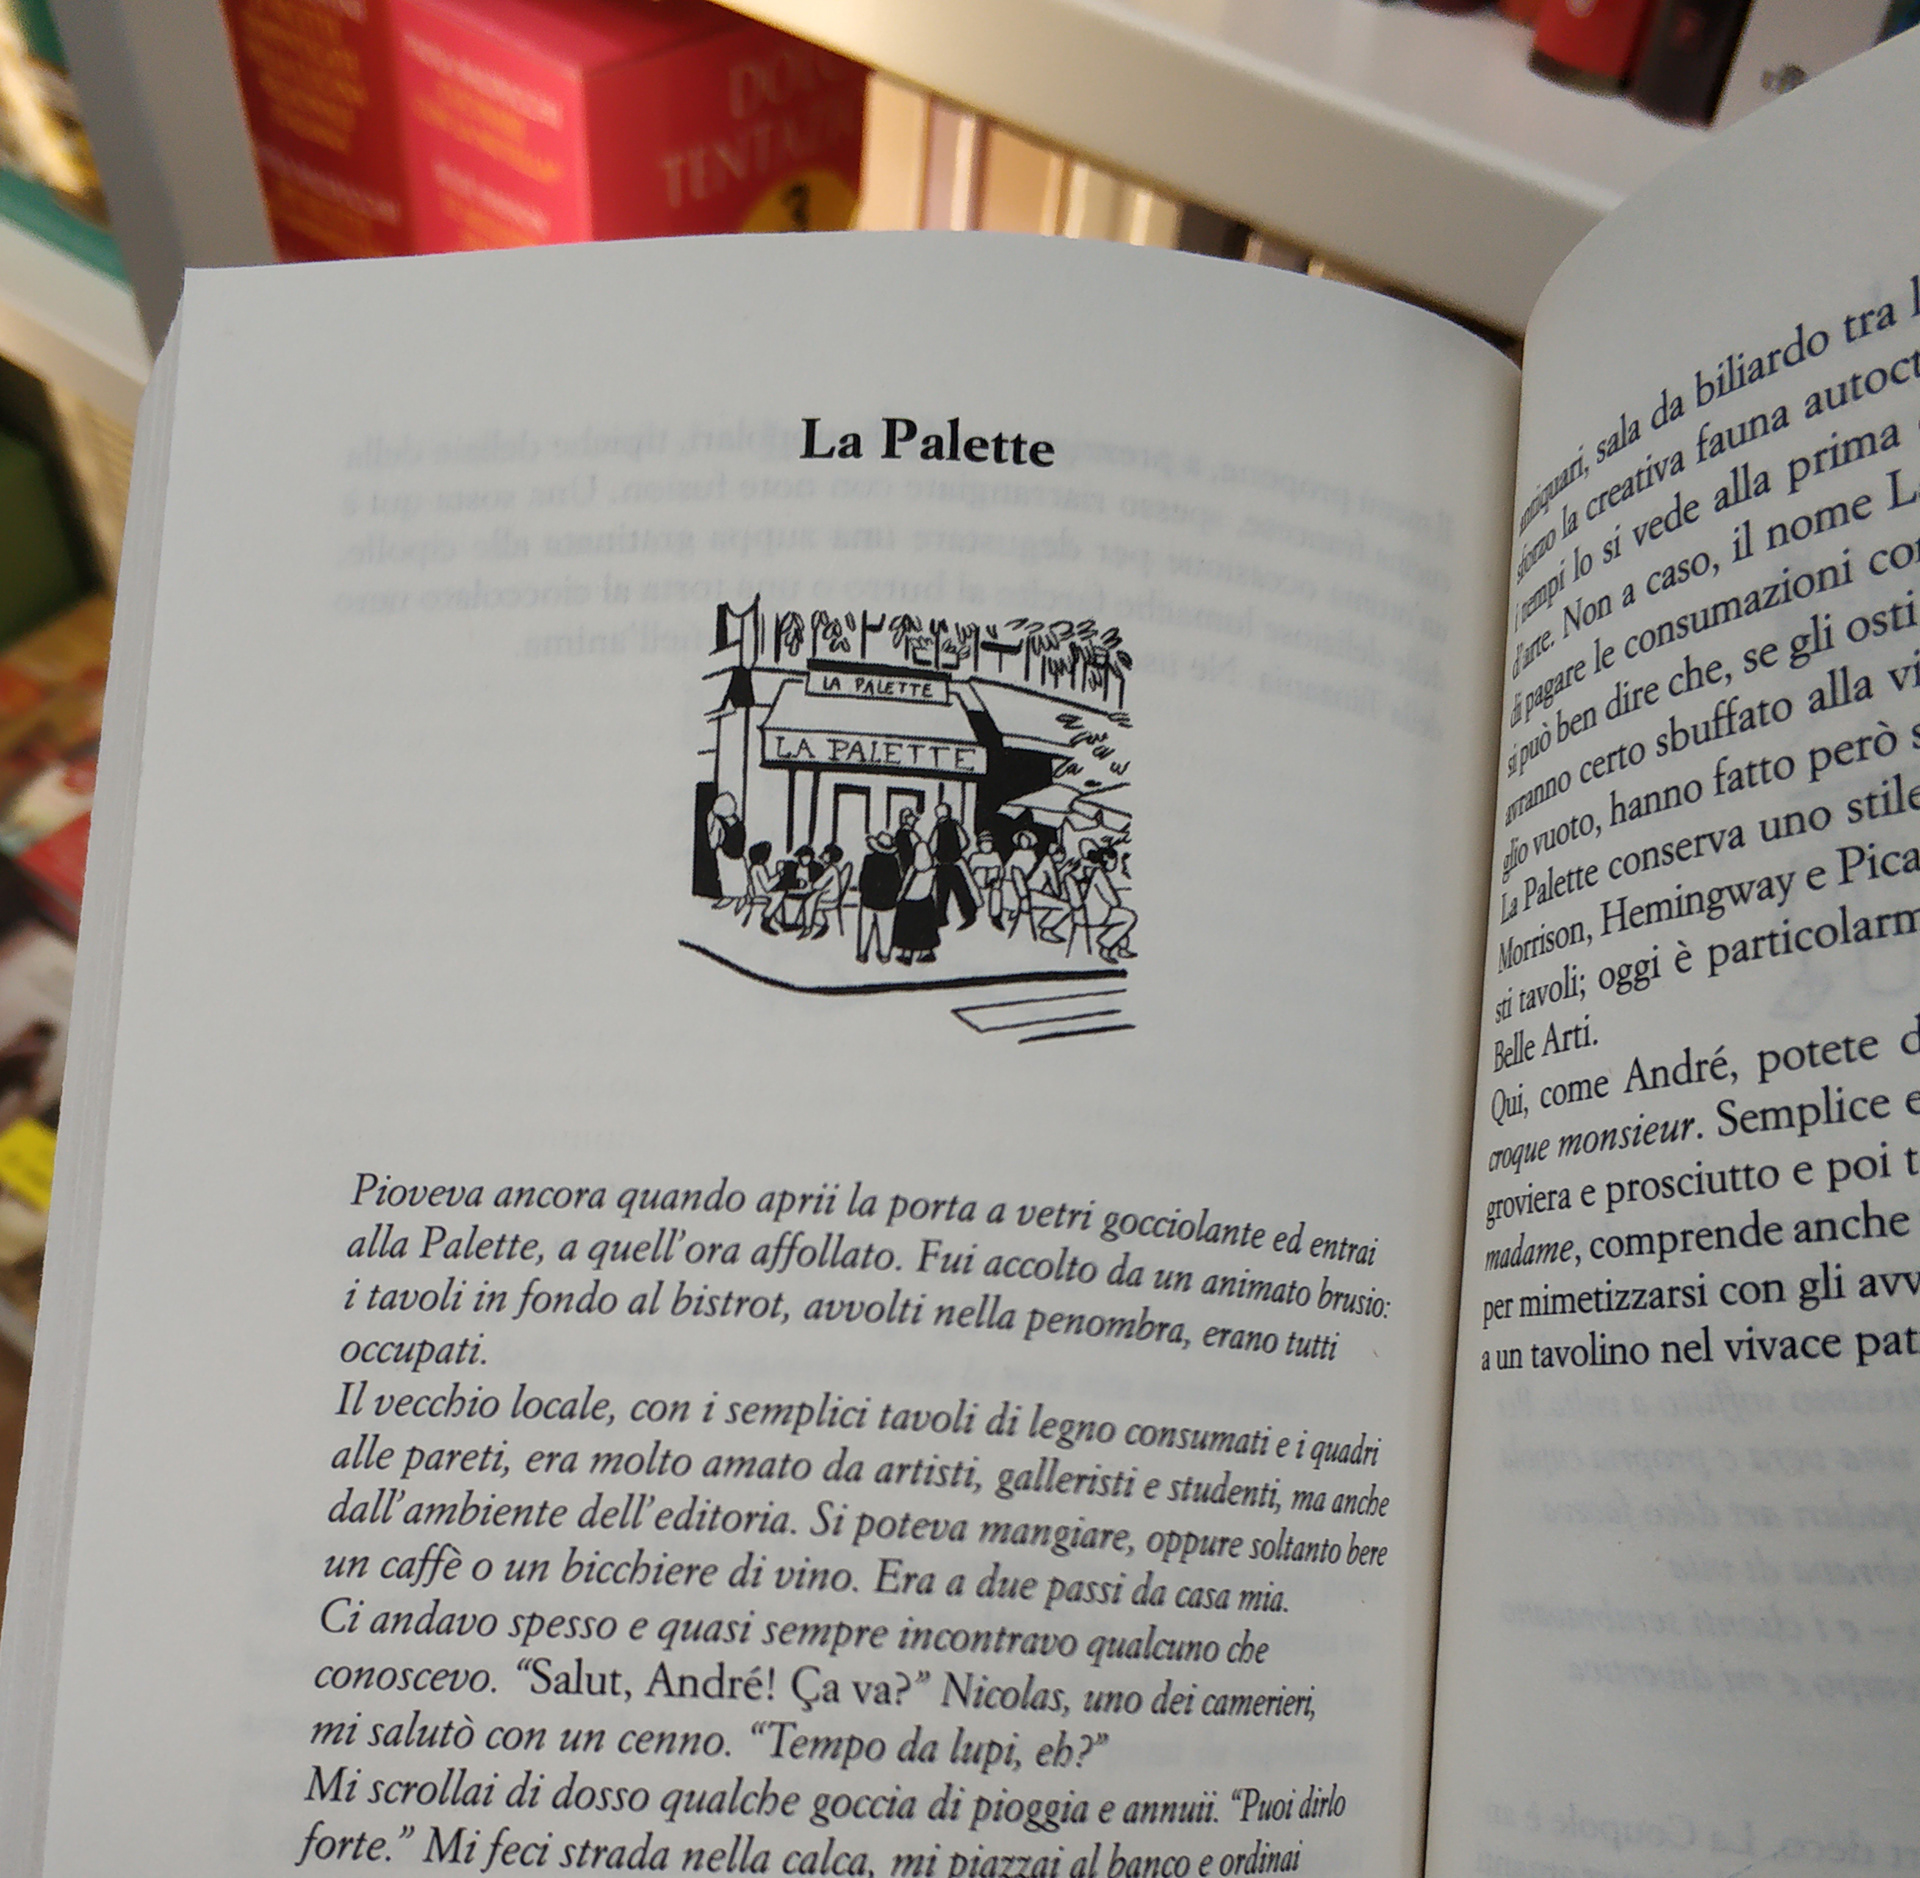 DOLCI
TENTAZI
La Palette
LA PALETTE
LA PALETTE
Pioveva ancora quando aprii la porta a vetri gocciolante ed entrai
alla Palette, a quell'ora affollato. Fui accolto da un animato brusio:
i tavoli in fondo al bistrot, avvolti nella penombra, erano tutti
occupati.
Il vecchio locale, con i semplici tavoli di legno consumati e i quadri
alle pareti, era molto amato da artisti, galleristi e studenti, ma anche
dall'ambiente dell'editoria. Si poteva mangiare, oppure soltanto bere
un caffè o un bicchiere di vino. Era a due passi da casa mia.
Ci andavo spesso e quasi sempre incontravo qualcuno che
conoscevo. “Salut, André! Ça va?” Nicolas, uno dei camerieri,
mi salutò con un cenno. “Tempo da lupi, eh?”
Mi scrollai di dosso qualche goccia di pioggia e annuii. “Puoi dirlo
forte.” Mi feci strada nella calca, mi piazzai al banco e ordinai
antiquari, sala da biliardo tra
sforzo la creativa fauna autoct
i tempi lo si vede alla prima
d'arte. Non a caso, il nome
di pagare le consumazioni
si può ben dire che, se gli osti
avranno certo sbuffato alla vi
glio vuoto, hanno fatto però
La Palette conserva uno stile
Morrison, Hemingway e Pica
sti tavoli; oggi è particolarm
Belle Arti.
Qui, come André, potete
croque monsieur. Semplice e
groviera e prosciutto e poi
madame, comprende anche
per mimetizzarsi con gli avv
a un tavolino nel vivace pat